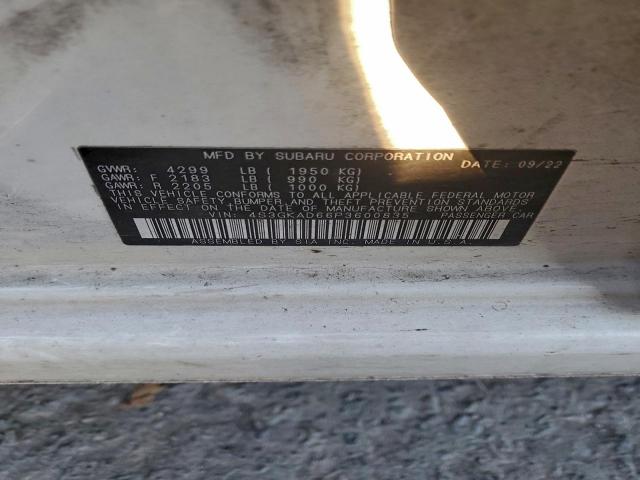 MFD BY SUBARU CORPORATION DATE: 09/22
GVWR: 4299 LB ( 1950 KG)
GAWR: F 2183 LB ( 990 KG)
GAWR: R 2205 LB ( 1000 KG)
THIS VEHICLE CONFORMS TO ALL APPLICABLE FEDERAL MOTOR
VEHICLE SAFETY, BUMPER AND THEFT PREVENTION STANDARDS
IN EFFECT ON THE DATE OF MANUFACTURE SHOWN ABOVE.
VIN: 4S3GKAD66P3600835 PASSENGER CAR
ASSEMBLED BY SIA INC. MADE IN U.S.A.